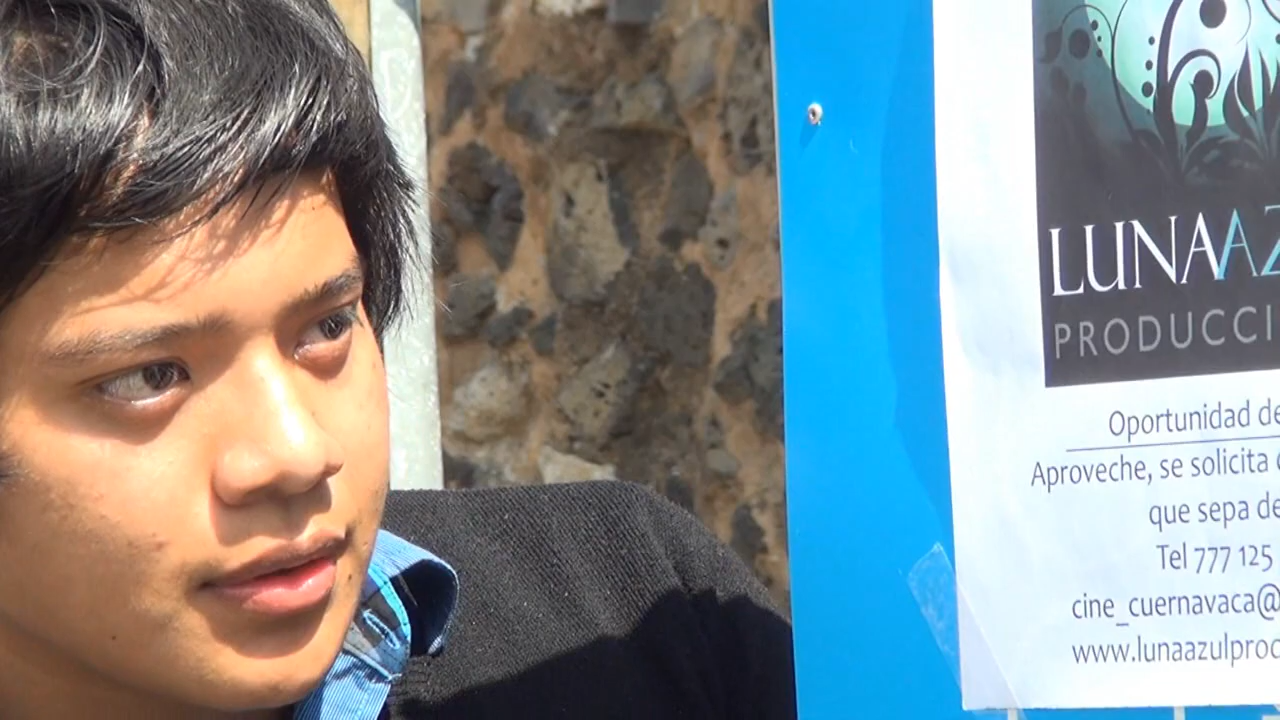 LUNAAZ
PRODUCCI
Oportunidad de
Aproveche, se solicita
que sepa de
Tel 777 125
cine_cuernavaca@
www.lunaazulproc